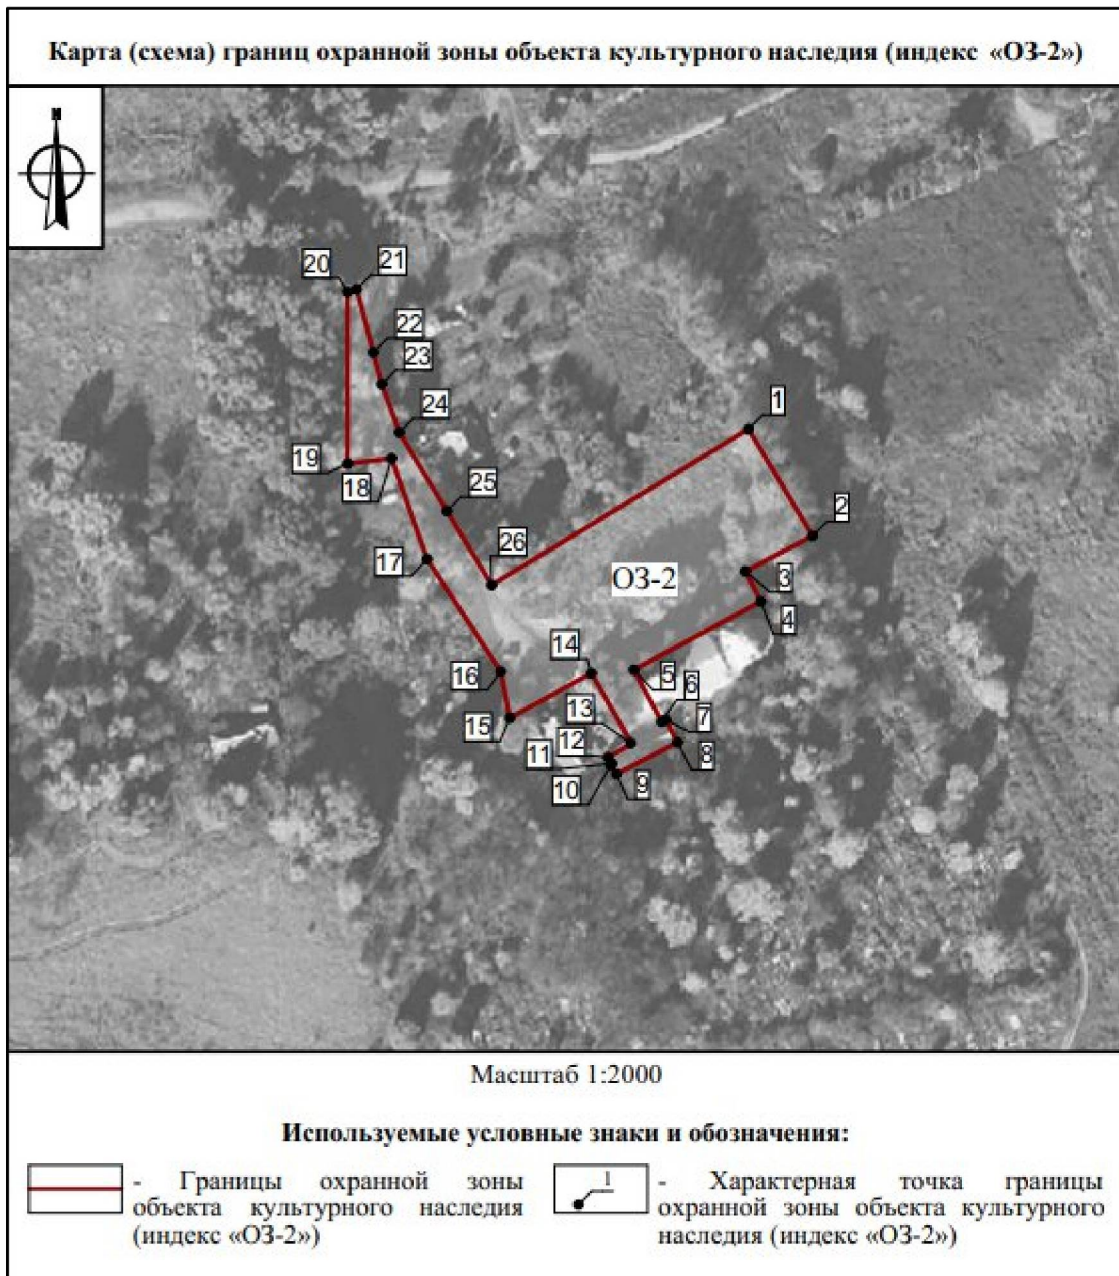 Карта (схема) границ охранной зоны объекта культурного наследия (индекс «ОЗ-2»)
20
21
22
23
24
1
19
18
25
2
17
26
ОЗ-2
3
4
14
16
5
6
13
7
15
12
8
11
10
9
Масштаб 1:2000
Используемые условные знаки и обозначения:
- Границы охранной зоны
объекта культурного наследия
(индекс «ОЗ-2»)
1
- Характерная точка границы
охранной зоны объекта культурного
наследия (индекс «ОЗ-2»)